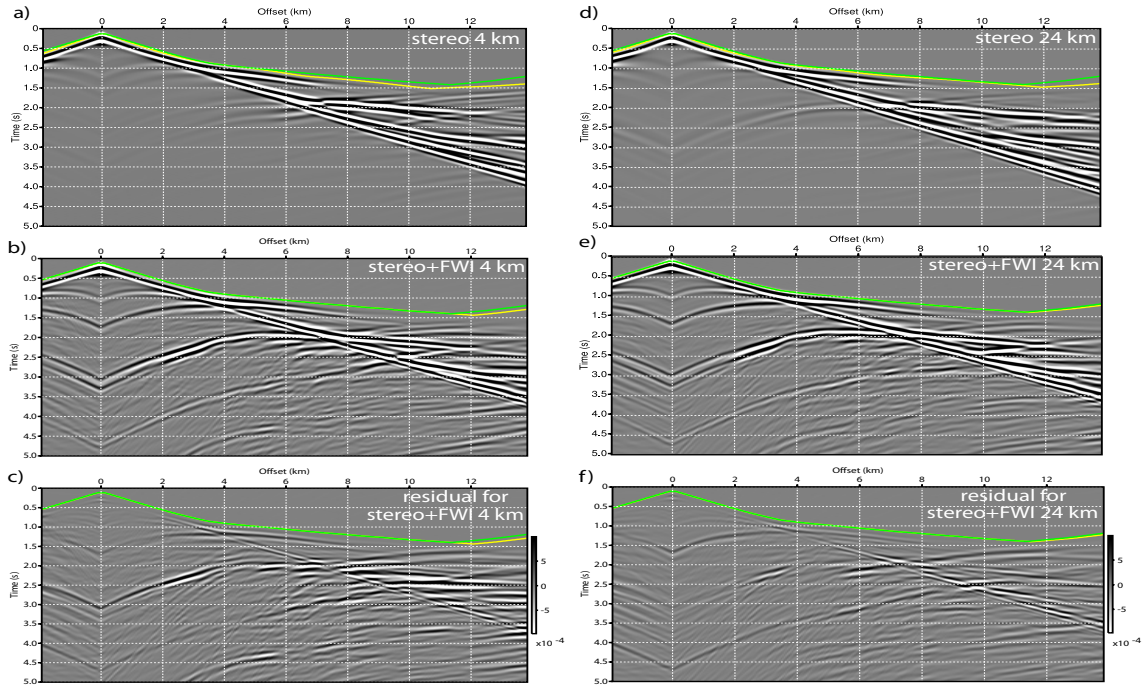 a)
Offset (km)
0 2 4 6 8 10 12
stereo 4 km
Time (s)
0
0.5
1.0
1.5
2.0
2.5
3.0
3.5
4.0
4.5
5.0
b)
Offset (km)
0 2 4 6 8 10 12
stereo+FWI 4 km
Time (s)
0
0.5
1.0
1.5
2.0
2.5
3.0
3.5
4.0
4.5
5.0
c)
Offset (km)
0 2 4 6 8 10 12
residual for
stereo+FWI 4 km
Time (s)
0
0.5
1.0
1.5
2.0
2.5
3.0
3.5
4.0
4.5
5.0
5
0
-5
x10 -4
d)
Offset (km)
0 2 4 6 8 10 12
stereo 24 km
Time (s)
0
0.5
1.0
1.5
2.0
2.5
3.0
3.5
4.0
4.5
5.0
e)
Offset (km)
0 2 4 6 8 10 12
stereo+FWI 24 km
Time (s)
0
0.5
1.0
1.5
2.0
2.5
3.0
3.5
4.0
4.5
5.0
f)
Offset (km)
0 2 4 6 8 10 12
residual for
stereo+FWI 24 km
Time (s)
0
0.5
1.0
1.5
2.0
2.5
3.0
3.5
4.0
4.5
5.0
5
0
-5
x10 -4